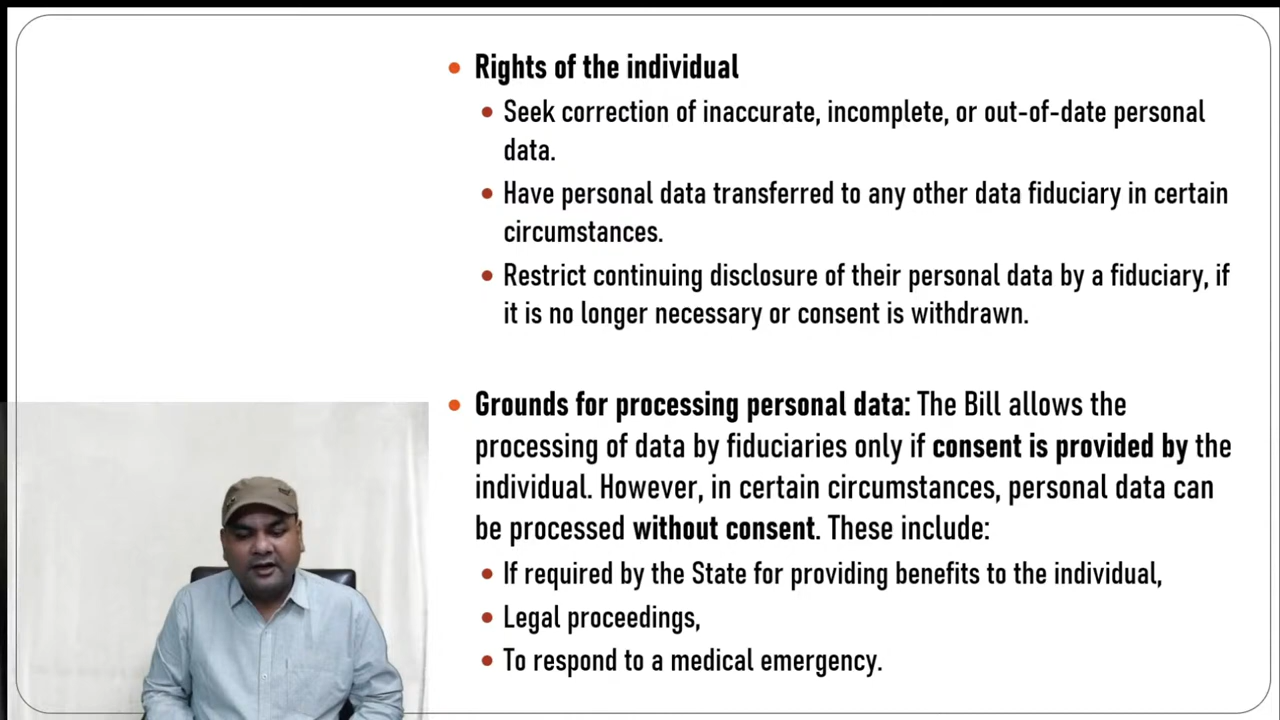 Rights of the individual
Seek correction of inaccurate, incomplete, or out-of-date personal
data.
Have personal data transferred to any other data fiduciary in certain
circumstances.
Restrict continuing disclosure of their personal data by a fiduciary, if
it is no longer necessary or consent is withdrawn.
Grounds for processing personal data: The Bill allows the
processing of data by fiduciaries only if consent is provided by the
individual. However, in certain circumstances, personal data can
be processed without consent. These include:
If required by the State for providing benefits to the individual,
Legal proceedings,
To respond to a medical emergency.